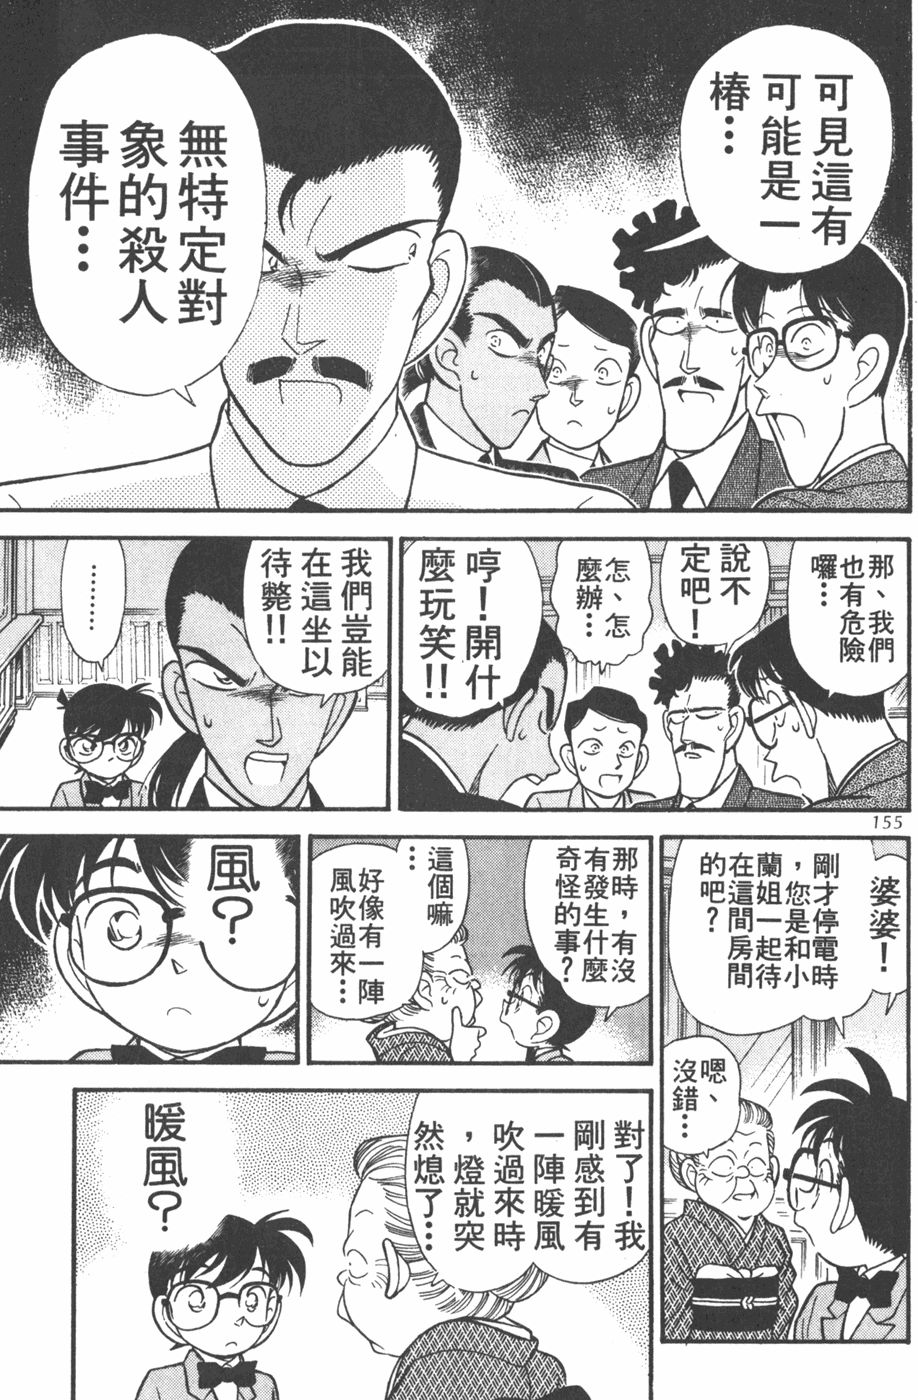 可見這有
可能是一
樁…
無特定對
象的殺人
事件…
那、我們
也有危險
囉…
說不
定吧！
怎、怎
麼辦…
哼！開什
麼玩笑！！
我們豈能
在這坐以
待斃！！
………
155
婆婆！
剛才停電時
，您是和小
蘭姐一起待
在這間房間
的吧？
嗯、
沒錯…
那時，有沒
有發生什麼
奇怪的事？
這個嘛
…
好像有一陣
風吹過來…
風？
對了！我
剛感到有
一陣暖風
吹過來時
，燈就突
然熄了…
暖風？